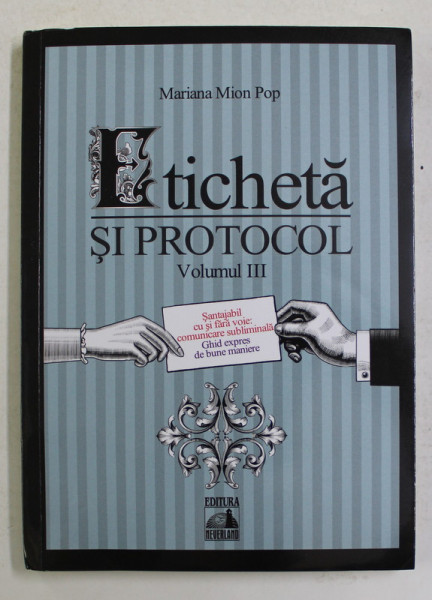 Mariana Mion Pop
Etichetă
ŞI PROTOCOL
Volumul III
Şantajabil
cu şi fără voie:
comunicare subliminală
Ghid expres
de bune maniere
EDITURA
NEVERLAND